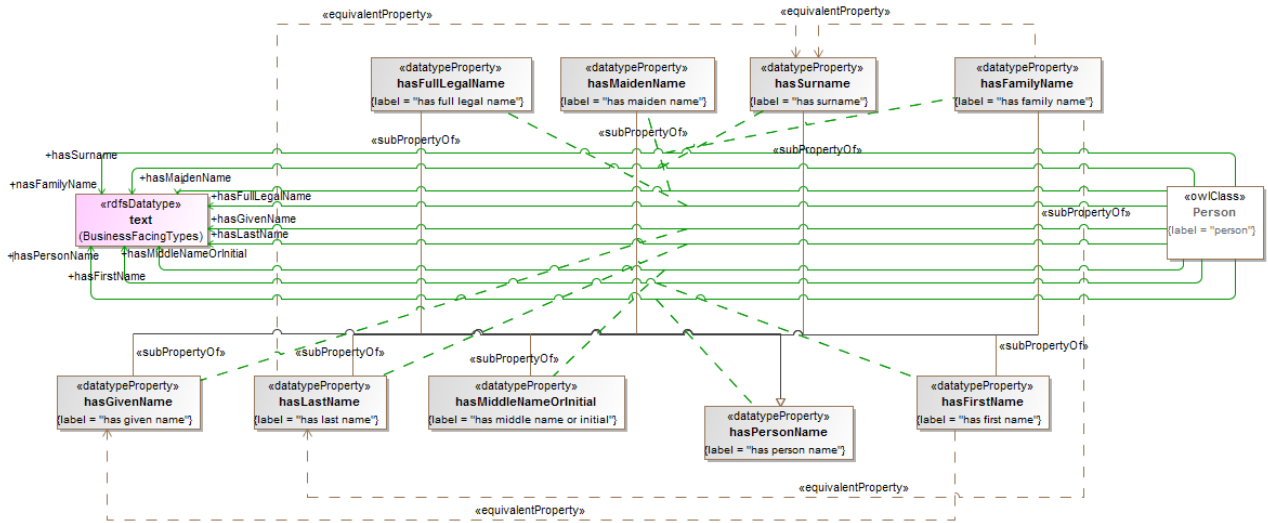 «equivalentProperty»
«equivalentProperty»
«datatypeProperty»
hasFullLegalName
{label = "has full legal name"}
«datatypeProperty»
hasMaidenName
{label = "has maiden name"}
«datatypeProperty»
hasSurname
{label = "has surname"}
«datatypeProperty»
hasFamilyName
{label = "has family name"}
«subPropertyOf»
«subPropertyOf»
«subPropertyOf»
+hasSurname
+hasMaidenName
+hasFamilyName
+hasFullLegalName
«rdfsDatatype»
text
(BusinessFacingTypes)
+hasGivenName
+hasLastName
«subPropertyOf»
«owlClass»
Person
{label = "person"}
+hasPersonName
+hasMiddleNameOrInitial
+hasFirstName
«subPropertyOf»
«subPropertyOf»
«subPropertyOf»
«subPropertyOf»
«datatypeProperty»
hasGivenName
{label = "has given name"}
«datatypeProperty»
hasLastName
{label = "has last name"}
«datatypeProperty»
hasMiddleNameOrInitial
{label = "has middle name or initial"}
«datatypeProperty»
hasPersonName
{label = "has person name"}
«datatypeProperty»
hasFirstName
{label = "has first name"}
«equivalentProperty»
«equivalentProperty»